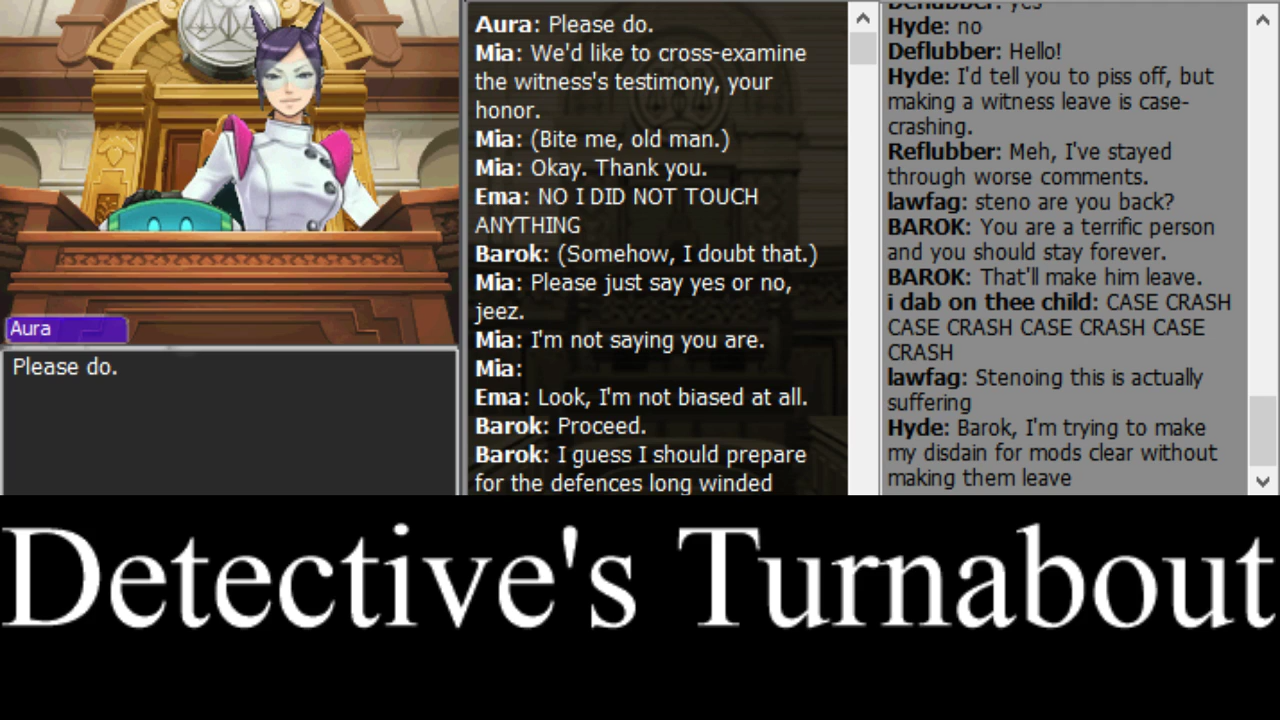 Aura
Please do.
Aura: Please do.
Mia: We'd like to cross-examine
the witness's testimony, your
honor.
Mia: (Bite me, old man.)
Mia: Okay. Thank you.
Ema: NO I DID NOT TOUCH
ANYTHING
Barok: (Somehow, I doubt that.)
Mia: Please just say yes or no,
jeez.
Mia: I'm not saying you are.
Mia:
Ema: Look, I'm not biased at all.
Barok: Proceed.
Barok: I guess I should prepare
for the defences long winded
Deflubber: yes
Hyde: no
Deflubber: Hello!
Hyde: I'd tell you to piss off, but
making a witness leave is case-
crashing.
Reflubber: Meh, I've stayed
through worse comments.
lawfag: steno are you back?
BAROK: You are a terrific person
and you should stay forever.
BAROK: That'll make him leave.
i dab on thee child: CASE CRASH
CASE CRASH CASE CRASH CASE
CRASH
lawfag: Stenoing this is actually
suffering
Hyde: Barok, I'm trying to make
my disdain for mods clear without
making them leave
Detective's Turnabout